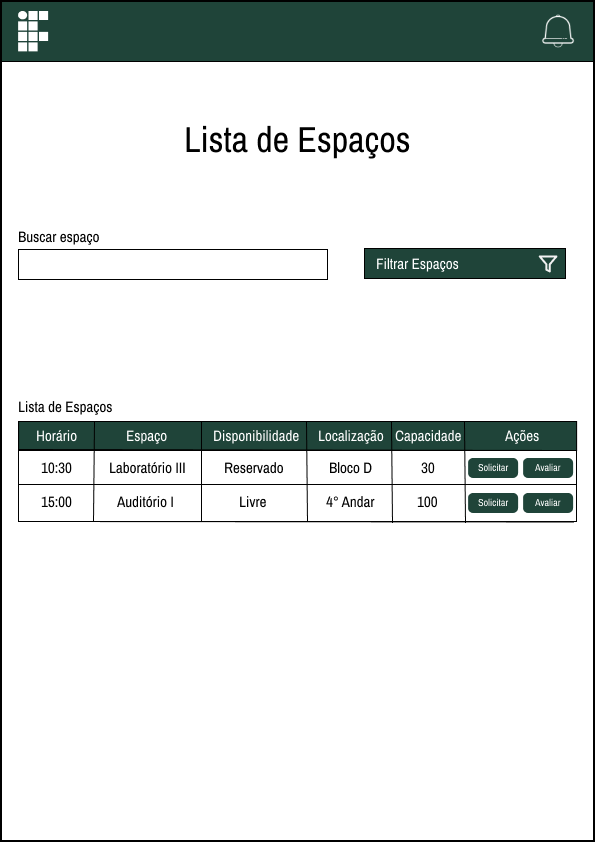 Lista de Espaços
Buscar espaço
Filtrar Espaços
Lista de Espaços
Horário Espaço Disponibilidade Localização Capacidade Ações
10:30 Laboratório III Reservado Bloco D 30 Solicitar Avaliar
15:00 Auditório I Livre 4° Andar 100 Solicitar Avaliar